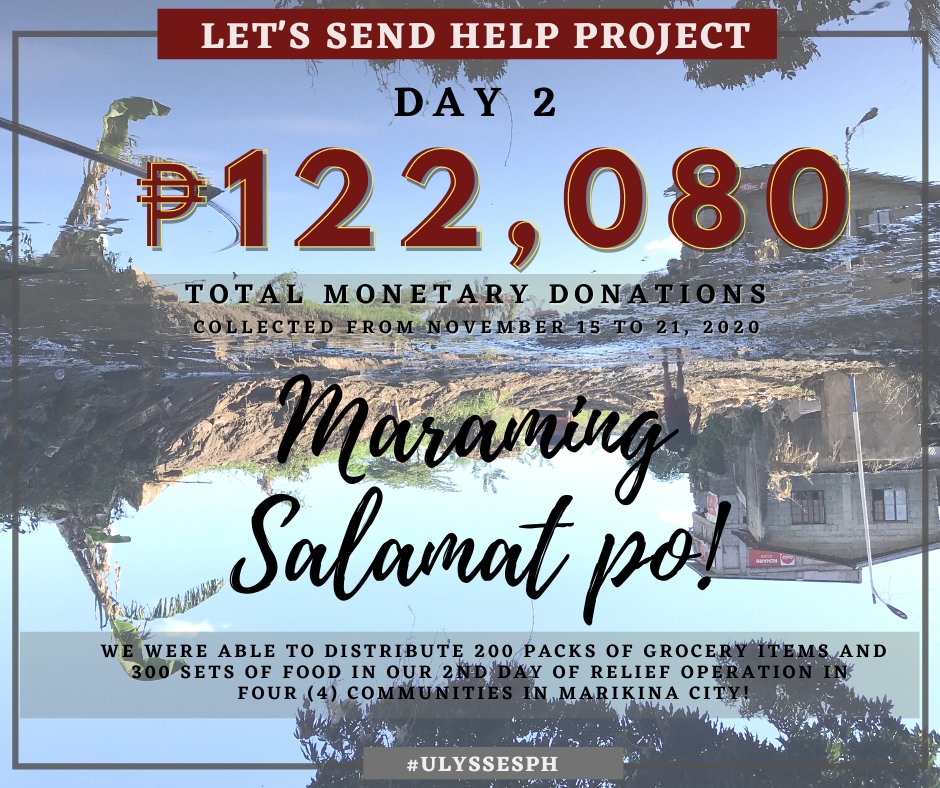 LET'S SEND HELP PROJECT
DAY 2
₱122,080
TOTAL MONETARY DONATIONS
COLLECTED FROM NOVEMBER 15 TO 21, 2020
Maraming
Salamat po!
WE WERE ABLE TO DISTRIBUTE 200 PACKS OF GROCERY ITEMS AND
300 SETS OF FOOD IN OUR 2ND DAY OF RELIEF OPERATION IN
FOUR (4) COMMUNITIES IN MARIKINA CITY!
#ULYSSESPH